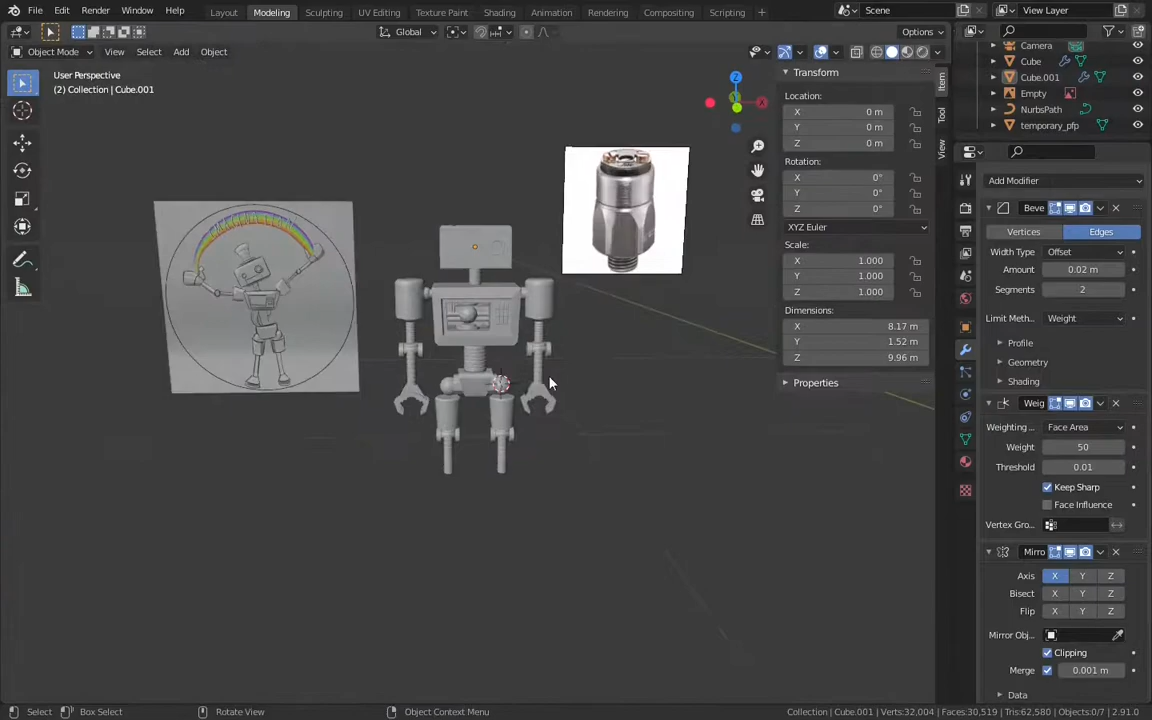 File Edit Render Window Help Layout Modeling Sculpting UV Editing Texture Paint Shading Animation Rendering Compositing Scripting Scene View Layer
Global Options
Object Mode View Select Add Object
User Perspective
(2) Collection | Cube.001
Z
X
Item
Tool
View
Transform
Location:
X 0 m
Y 0 m
Z 0 m
Rotation:
X 0°
Y 0°
Z 0°
XYZ Euler
Scale:
X 1.000
Y 1.000
Z 1.000
Dimensions:
X 8.17 m
Y 1.52 m
Z 9.96 m
Properties
Camera
Cube
Cube.001
Empty
NurbsPath
temporary_pfp
Add Modifier
Beve
Vertices Edges
Width Type Offset
Amount 0.02 m
Segments 2
Limit Meth.. Weight
Profile
Geometry
Shading
Weig
Weighting .. Face Area
Weight 50
Threshold 0.01
Keep Sharp
Face Influence
Vertex Gro..
Mirro
Axis X Y Z
Bisect X Y Z
Flip X Y Z
Mirror Obj..
Clipping
Merge 0.001 m
Data
Select Box Select Rotate View Object Context Menu Collection | Cube.001 | Verts:32,004 | Faces:30,519 | Tris:62,580 | Objects:0/7 | 2.91.0